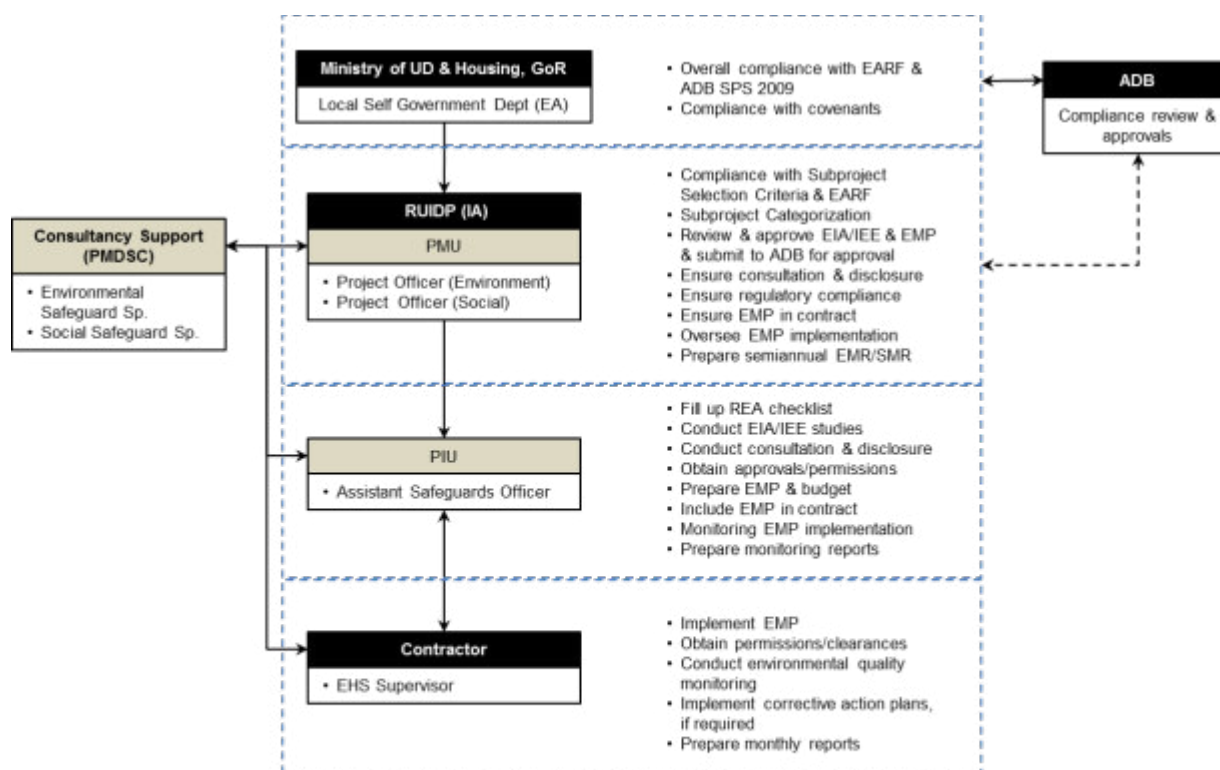 Ministry of UD & Housing, GoR
Local Self Government Dept (EA)
• Overall compliance with EARF &
ADB SPS 2009
• Compliance with covenants
ADB
Compliance review &
approvals
Consultancy Support
(PMDSC)
• Environmental
Safeguard Sp.
• Social Safeguard Sp.
RUIDP (IA)
PMU
• Project Officer (Environment)
• Project Officer (Social)
• Compliance with Subproject
Selection Criteria & EARF
• Subproject Categorization
• Review & approve EIA/IEE & EMP
& submit to ADB for approval
• Ensure consultation & disclosure
• Ensure regulatory compliance
• Ensure EMP in contract
• Oversee EMP implementation
• Prepare semiannual EMR/SMR
PIU
• Assistant Safeguards Officer
• Fill up REA checklist
• Conduct EIA/IEE studies
• Conduct consultation & disclosure
• Obtain approvals/permissions
• Prepare EMP & budget
• Include EMP in contract
• Monitoring EMP implementation
• Prepare monitoring reports
Contractor
• EHS Supervisor
• Implement EMP
• Obtain permissions/clearances
• Conduct environmental quality
monitoring
• Implement corrective action plans,
if required
• Prepare monthly reports